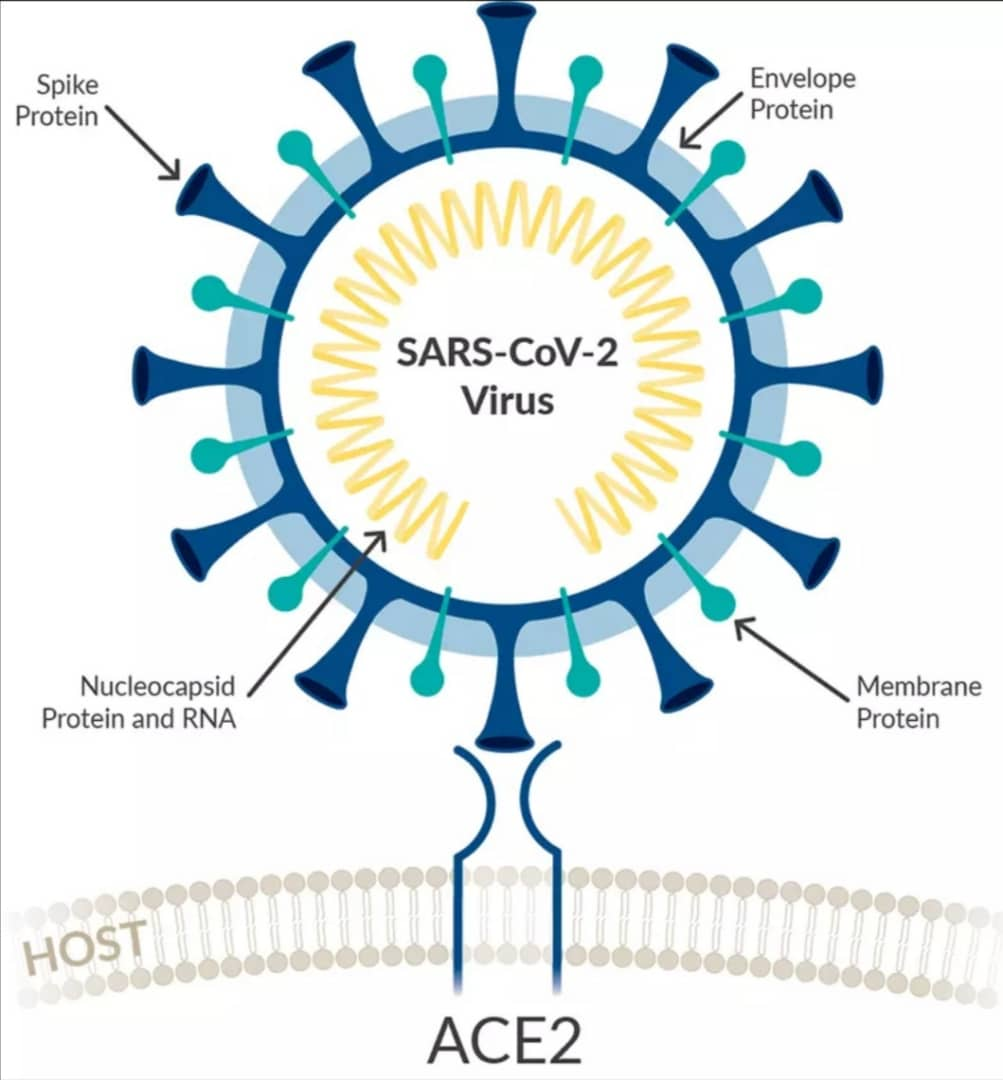 Spike
Protein
Envelope
Protein
SARS-CoV-2
Virus
Nucleocapsid
Protein and RNA
Membrane
Protein
HOST
ACE2